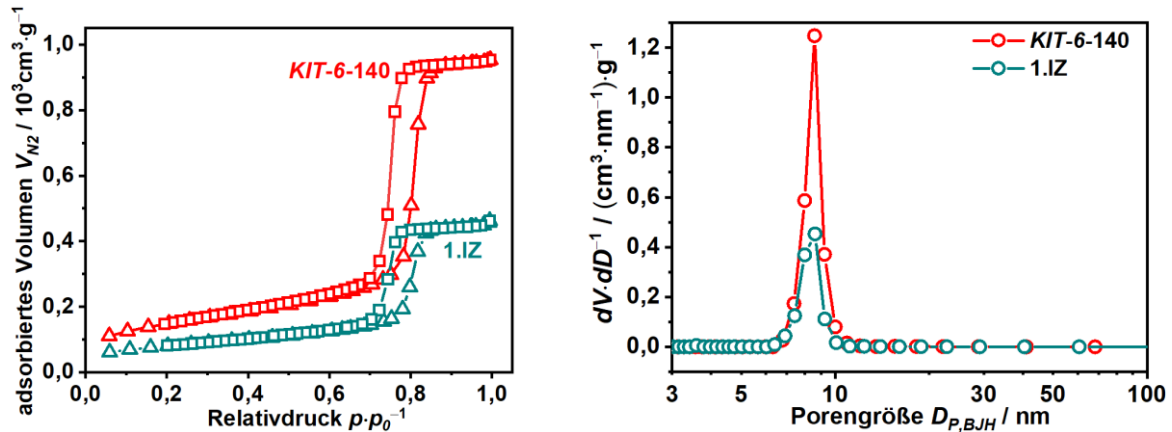 adsorbiertes Volumen V_N2 / 10³cm³·g⁻¹
1,0
0,8
0,6
0,4
0,2
0,0
KIT-6-140
1.IZ
0,0 0,2 0,4 0,6 0,8 1,0
Relativdruck p·p₀⁻¹
dV·dD⁻¹ / (cm³·nm⁻¹)·g⁻¹
1,2
1,0
0,8
0,6
0,4
0,2
0,0
KIT-6-140
1.IZ
3 5 10 30 50 100
Porengröße D_P,BJH / nm